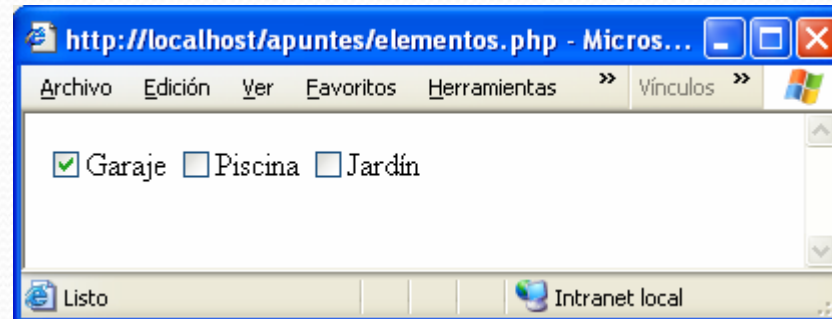 http://localhost/apuntes/elementos.php - Micros...
Archivo Edición Ver Favoritos Herramientas » Vínculos »
Garaje Piscina Jardín
Listo Intranet local